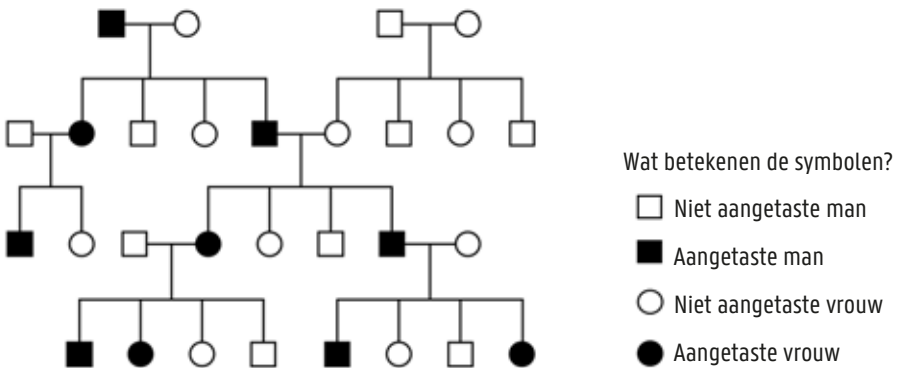 Wat betekenen de symbolen?
Niet aangetaste man
Aangetaste man
Niet aangetaste vrouw
Aangetaste vrouw